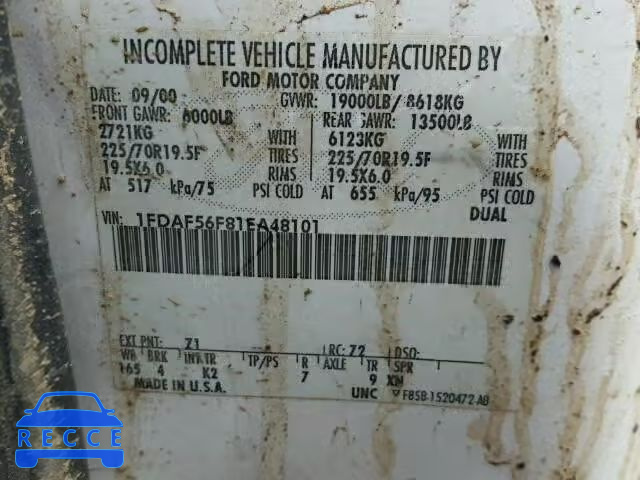 INCOMPLETE VEHICLE MANUFACTURED BY
FORD MOTOR COMPANY
DATE: 09/00 GVWR: 19000LB/ 8618KG
FRONT GAWR: 6000LB REAR GAWR: 13500LB
2721KG WITH 6123KG WITH
225/70R19.5F TIRES 225/70R19.5F TIRES
19.5X6.0 RIMS 19.5X6.0 RIMS
AT 517 kPa/75 PSI COLD AT 655 kPa/95 PSI COLD
DUAL
VIN: 1FDAF56F81EA48101
EXT PNT: Z1 RC: 72 DSO:
WB BRK INT TR TP/PS R AXLE TR SPR
165 4 K2 7 9 XM
MADE IN U.S.A. UNC F85B-1520472-AB
EPIC
RECCE